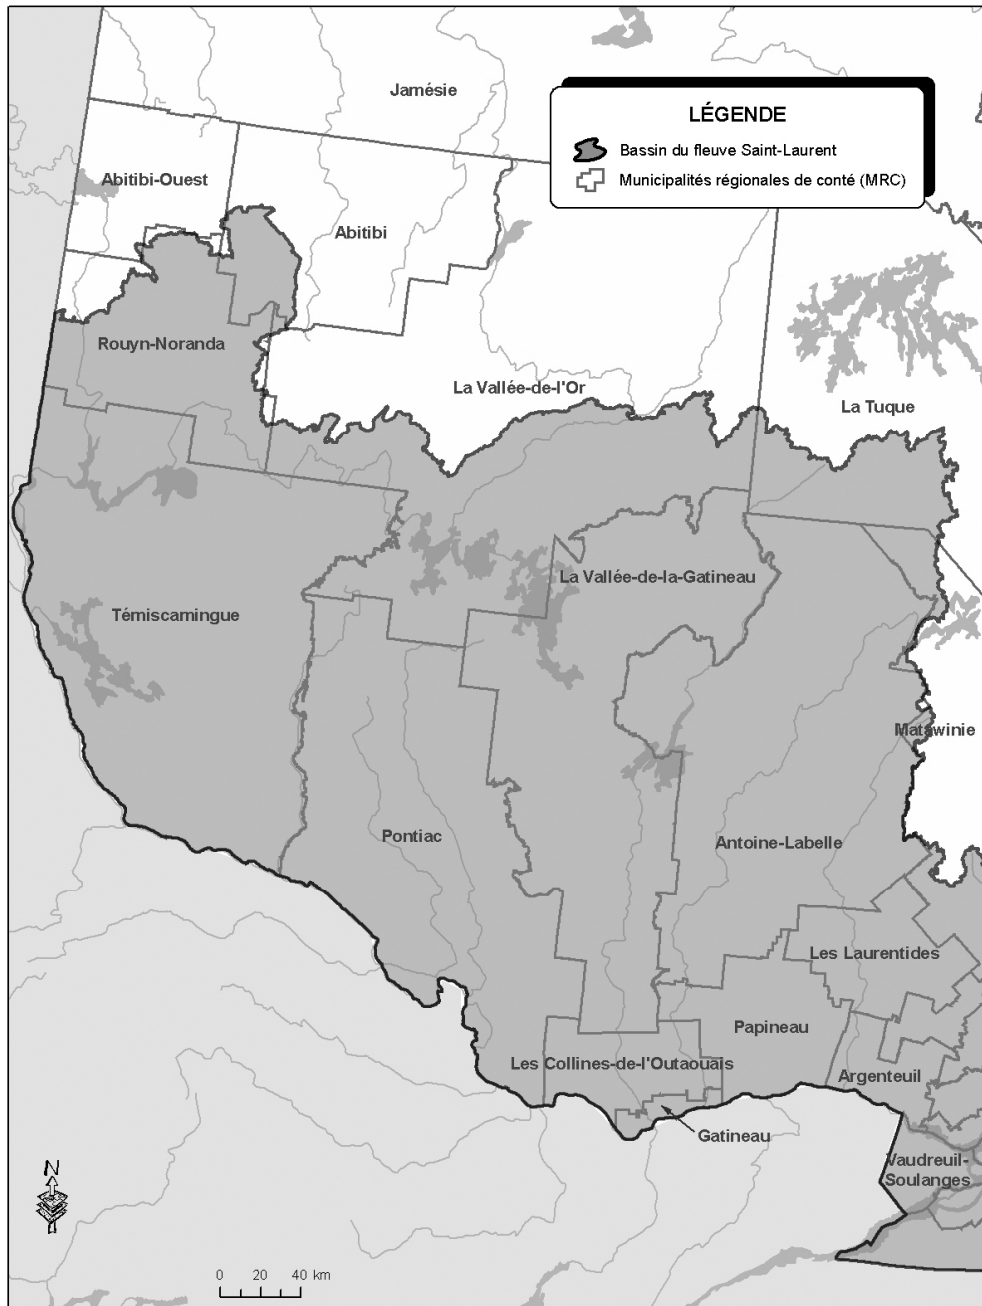 Jamésie
LÉGENDE
Bassin du fleuve Saint-Laurent
Municipalités régionales de conté (MRC)
Abitibi-Ouest
Abitibi
Rouyn-Noranda
La Vallée-de-l'Or
La Tuque
La Vallée-de-la-Gatineau
Témiscamingue
Matawinie
Pontiac
Antoine-Labelle
Les Laurentides
Papineau
Les Collines-de-l'Outaouais
Argenteuil
Gatineau
Vaudreuil-
Soulanges
N
0 20 40 km